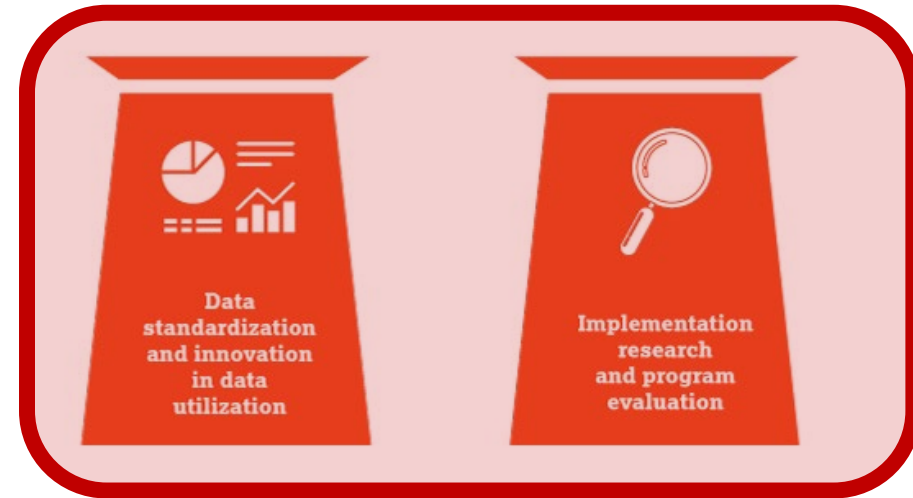 Data
standardization
and innovation
in data
utilization
Implementation
research
and program
evaluation